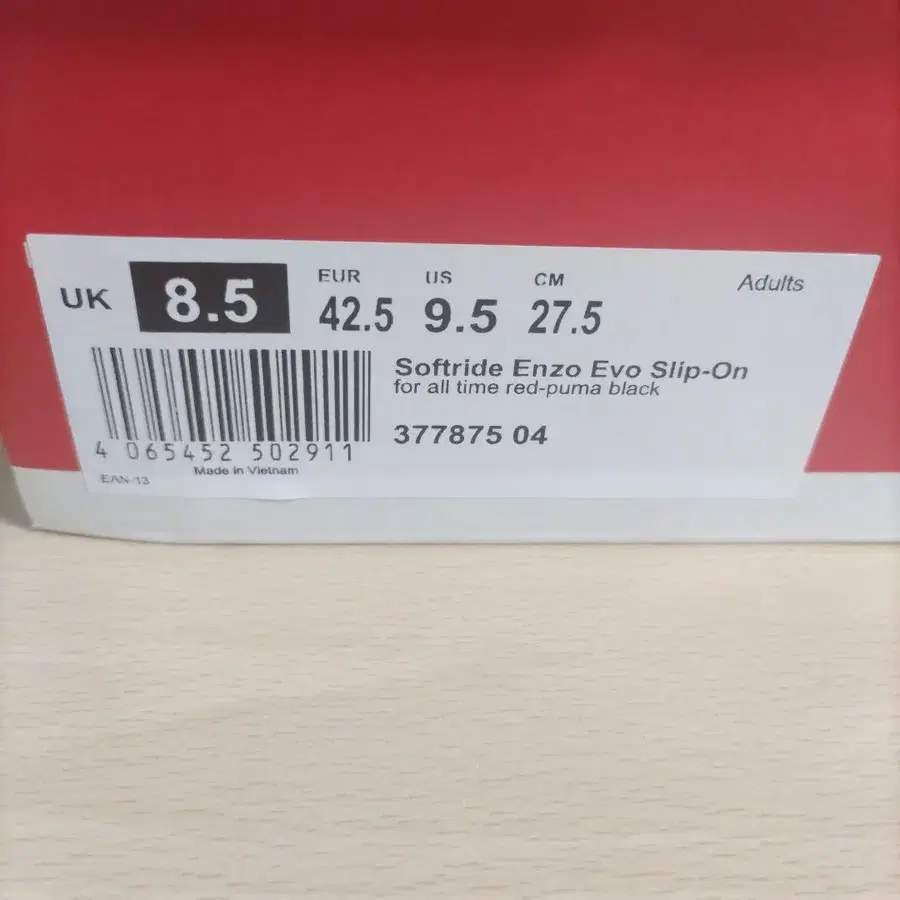 UK 8.5
EUR 42.5
US 9.5
CM 27.5
Adults
Softride Enzo Evo Slip-On
for all time red-puma black
377875 04
4 065452 502911
Made in Vietnam
EAN-13